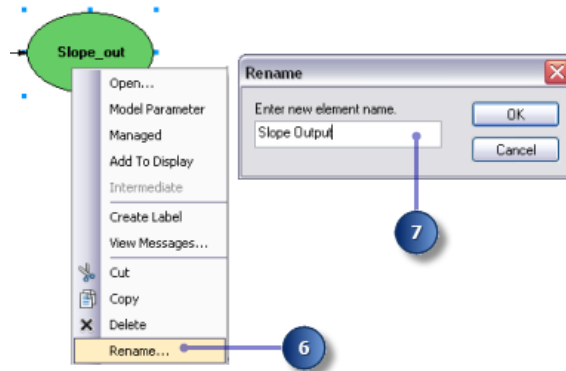 Slope_out
Open...
Model Parameter
Managed
Add To Display
Intermediate
Create Label
View Messages...
Cut
Copy
Delete
Rename...
6
Rename
Enter new element name.
Slope Output
OK
Cancel
7